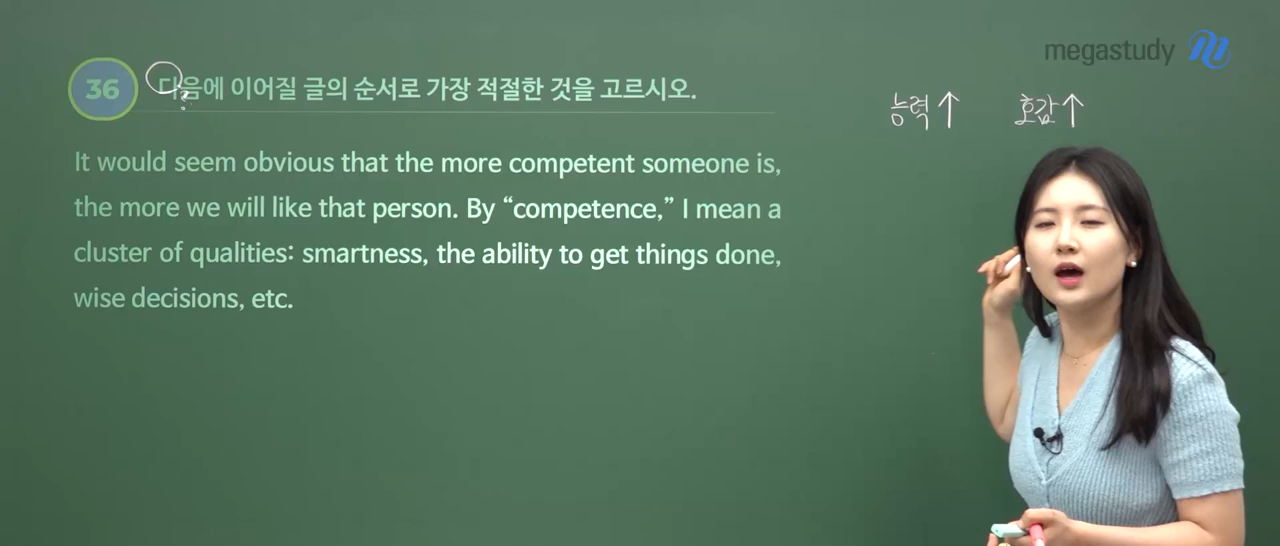 megastudy
36 다음에 이어질 글의 순서로 가장 적절한 것을 고르시오.
?
능력↑ 호감↑
It would seem obvious that the more competent someone is,
the more we will like that person. By “competence,” I mean a
cluster of qualities: smartness, the ability to get things done,
wise decisions, etc.